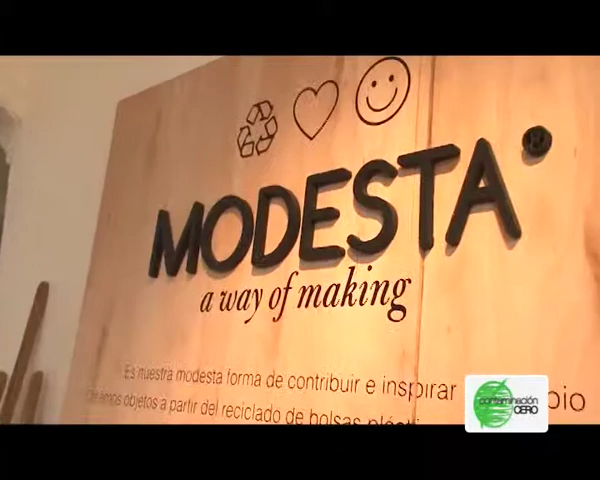 MODESTA
a way of making
Es nuestra modesta forma de contribuir e inspirar
objetos a partir del reciclado de bolsas
contaminación
CERO